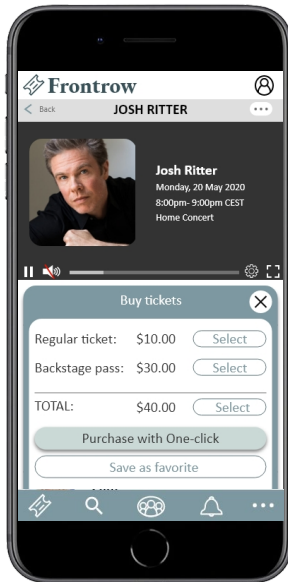 Frontrow
Back JOSH RITTER
Josh Ritter
Monday, 20 May 2020
8:00pm- 9:00pm CEST
Home Concert
Buy tickets
Regular ticket: $10.00 Select
Backstage pass: $30.00 Select
TOTAL: $40.00 Select
Purchase with One-click
Save as favorite